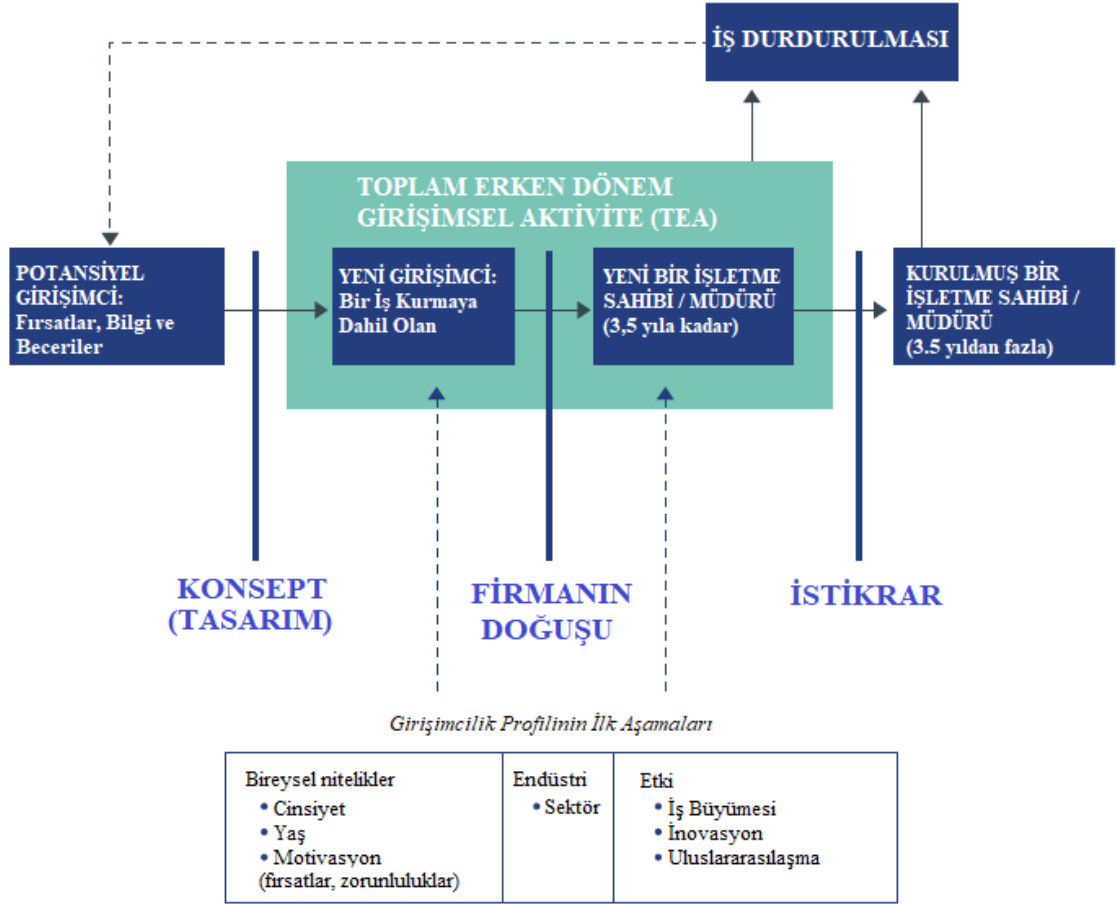 İŞ DURDURULMASI
TOPLAM ERKEN DÖNEM
GİRİŞİMSEL AKTİVİTE (TEA)
POTANSİYEL
GİRİŞİMCİ:
Fırsatlar, Bilgi ve
Beceriler
YENİ GİRİŞİMCİ:
Bir İş Kurmaya
Dahil Olan
YENİ BİR İŞLETME
SAHİBİ / MÜDÜRÜ
(3,5 yıla kadar)
KURULMUŞ BİR
İŞLETME SAHİBİ /
MÜDÜRÜ
(3.5 yıldan fazla)
KONSEPT
(TASARIM)
FİRMANIN
DOĞUŞU
İSTİKRAR
Girişimcilik Profilinin İlk Aşamaları
Bireysel nitelikler
• Cinsiyet
• Yaş
• Motivasyon
(fırsatlar, zorunluluklar)
Endüstri
• Sektör
Etki
• İş Büyümesi
• İnovasyon
• Uluslararasılaşma